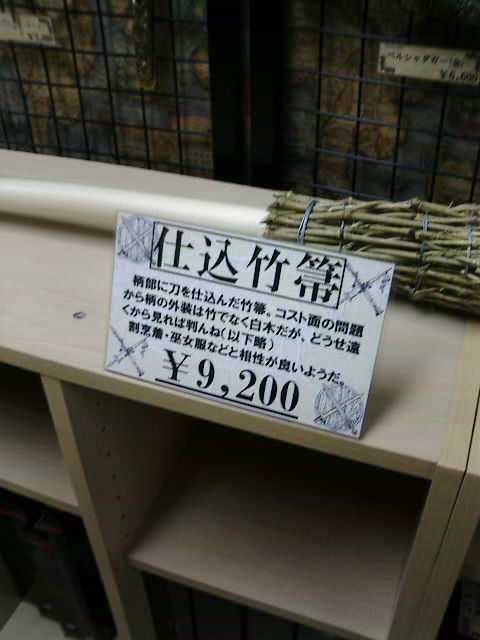 ペルシャダガー(金)
¥6,600
仕込竹箒
柄部に刀を仕込んだ竹箒。コスト面の問題
から柄の外装は竹でなく白木だが、どうせ遠
くから見れば判んね(以下略)
割烹着・巫女服などと相性が良いようだ。
¥9,200